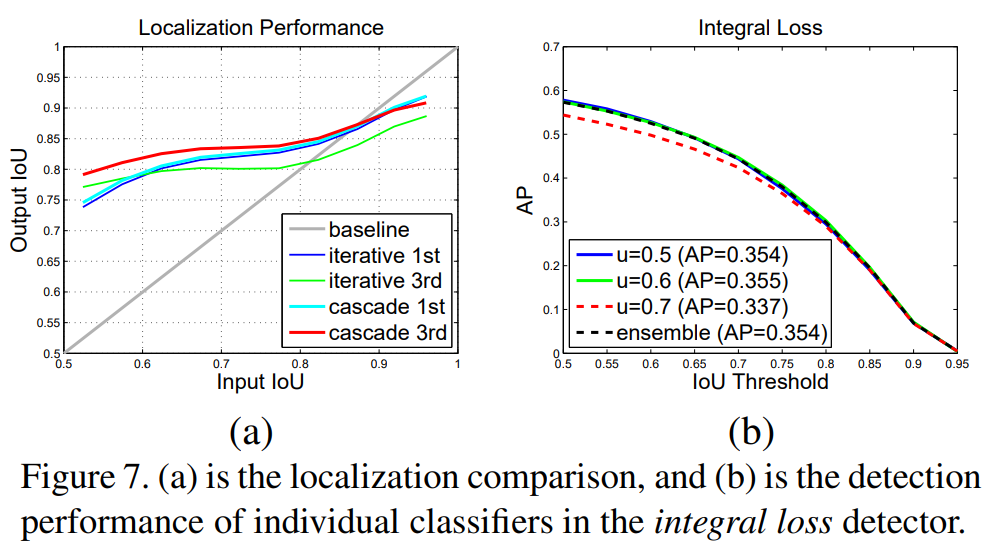 Localization Performance
1
0.95
0.9
0.85
0.8
0.75
0.7
0.65
0.6
0.55
0.5
Output IoU
baseline
iterative 1st
iterative 3rd
cascade 1st
cascade 3rd
0.5 0.6 0.7 0.8 0.9 1
Input IoU
(a)
Integral Loss
0.7
0.6
0.5
0.4
0.3
0.2
0.1
0
AP
u=0.5 (AP=0.354)
u=0.6 (AP=0.355)
u=0.7 (AP=0.337)
ensemble (AP=0.354)
0.5 0.55 0.6 0.65 0.7 0.75 0.8 0.85 0.9 0.95
IoU Threshold
(b)
Figure 7. (a) is the localization comparison, and (b) is the detection
performance of individual classifiers in the integral loss detector.